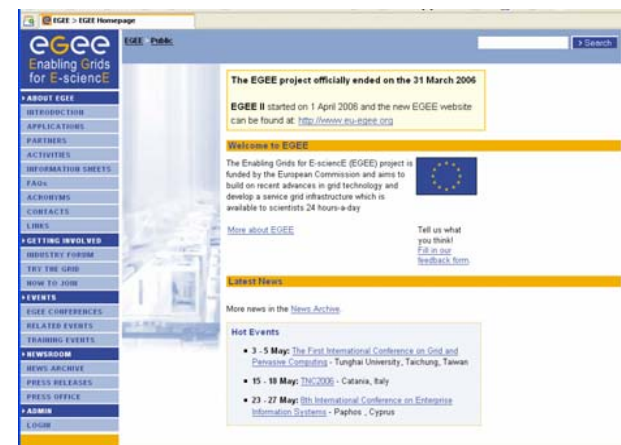 EGEE > EGEE Homepage
egee
Enabling Grids
for E-sciencE
EGEE > Public
> Search
ABOUT EGEE
INTRODUCTION
APPLICATIONS
PARTNERS
ACTIVITIES
INFORMATION SHEETS
FAQs
ACRONYMS
CONTACTS
LINKS
GETTING INVOLVED
INDUSTRY FORUM
TRY THE GRID
HOW TO JOIN
EVENTS
EGEE CONFERENCES
RELATED EVENTS
TRAINING EVENTS
NEWSROOM
NEWS ARCHIVE
PRESS RELEASES
PRESS OFFICE
ADMIN
LOGIN
The EGEE project officially ended on the 31 March 2006
EGEE II started on 1 April 2006 and the new EGEE website
can be found at: http://www.eu-egee.org
Welcome to EGEE
The Enabling Grids for E-sciencE (EGEE) project is
funded by the European Commission and aims to
build on recent advances in grid technology and
develop a service grid infrastructure which is
available to scientists 24 hours-a-day
More about EGEE
Tell us what
you think!
Fill in our
feedback form.
Latest News
More news in the News Archive.
Hot Events
3 - 5 May: The First International Conference on Grid and
Pervasive Computing - Tunghai University, Taichung, Taiwan
15 - 18 May: TNC2006 - Catania, Italy
23 - 27 May: 8th International Conference on Enterprise
Information Systems - Paphos , Cyprus